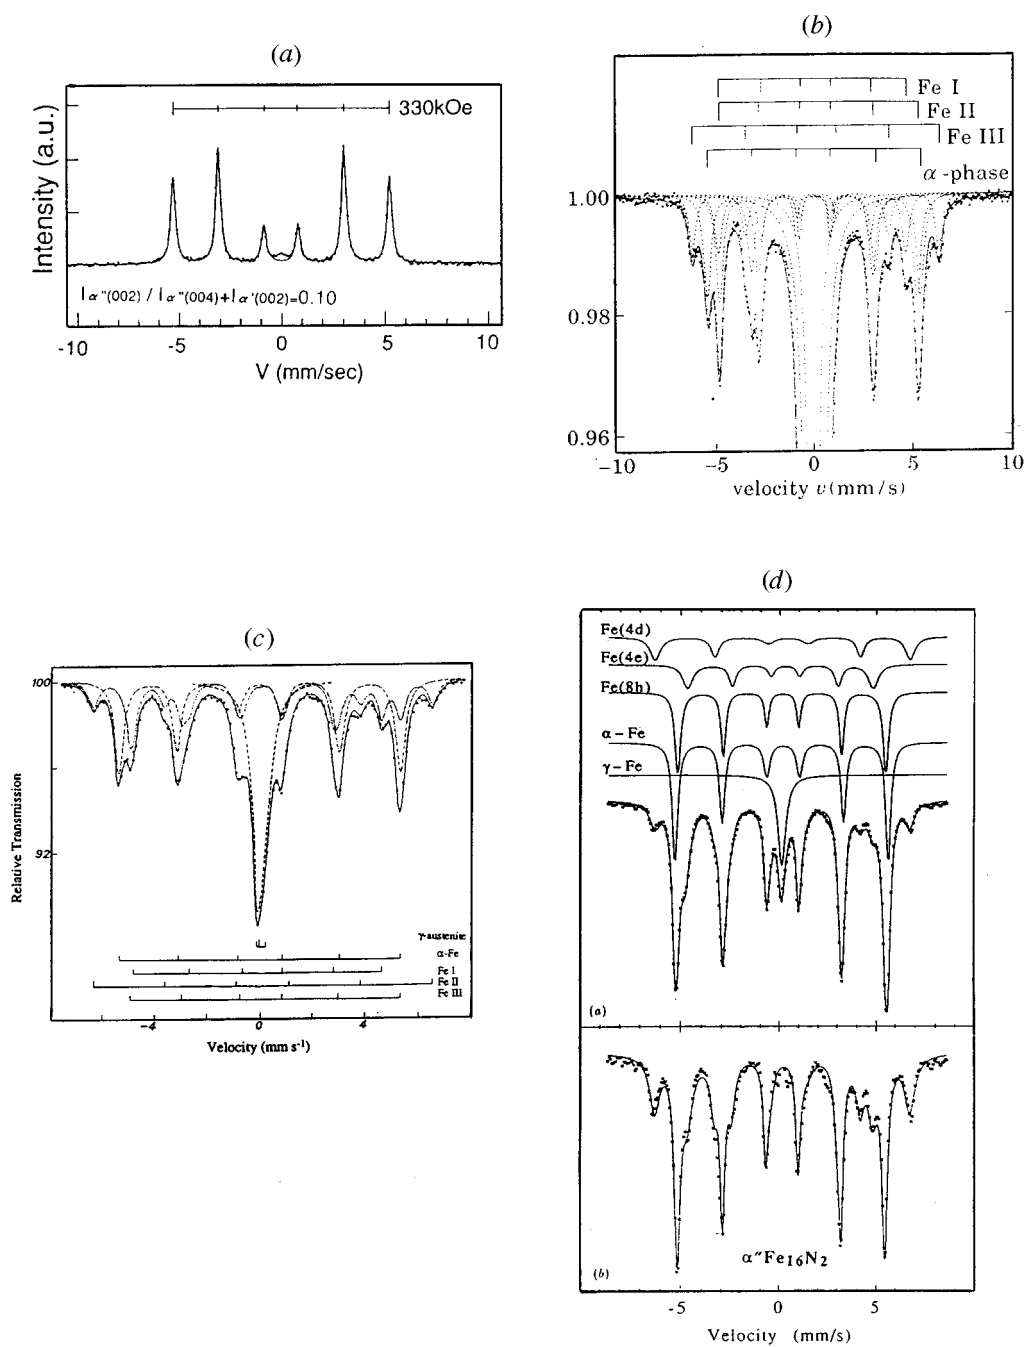 (a)
330kOe
Intensity (a.u.)
Iα"(002) / Iα"(004)+Iα'(002)=0.10
-10 -5 0 5 10
V (mm/sec)
(b)
Fe I
Fe II
Fe III
α-phase
1.00
0.98
0.96
-10 -5 0 5 10
velocity v(mm/s)
(c)
100
92
Relative Transmission
γ-austenite
α-Fe
Fe I
Fe II
Fe III
-4 0 4
Velocity (mm s⁻¹)
(d)
Fe(4d)
Fe(4e)
Fe(8h)
α-Fe
γ-Fe
(a)
α"Fe₁₆N₂
(b)
-5 0 5
Velocity (mm/s)